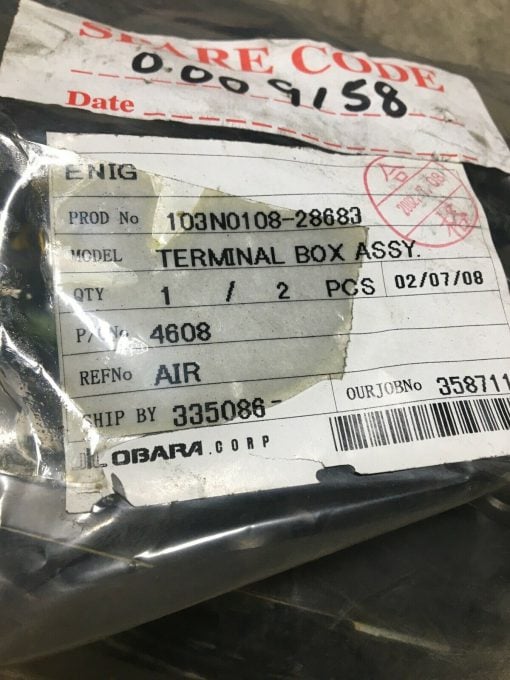 SPARE CODE
0.009158
Date
ENIG
PROD No 103N0108-28683
MODEL TERMINAL BOX ASSY.
QTY 1 / 2 PCS 02/07/08
4608
REFNo AIR
OURJOBNo 358711
SHIP BY 335086-
OBARA.CORP